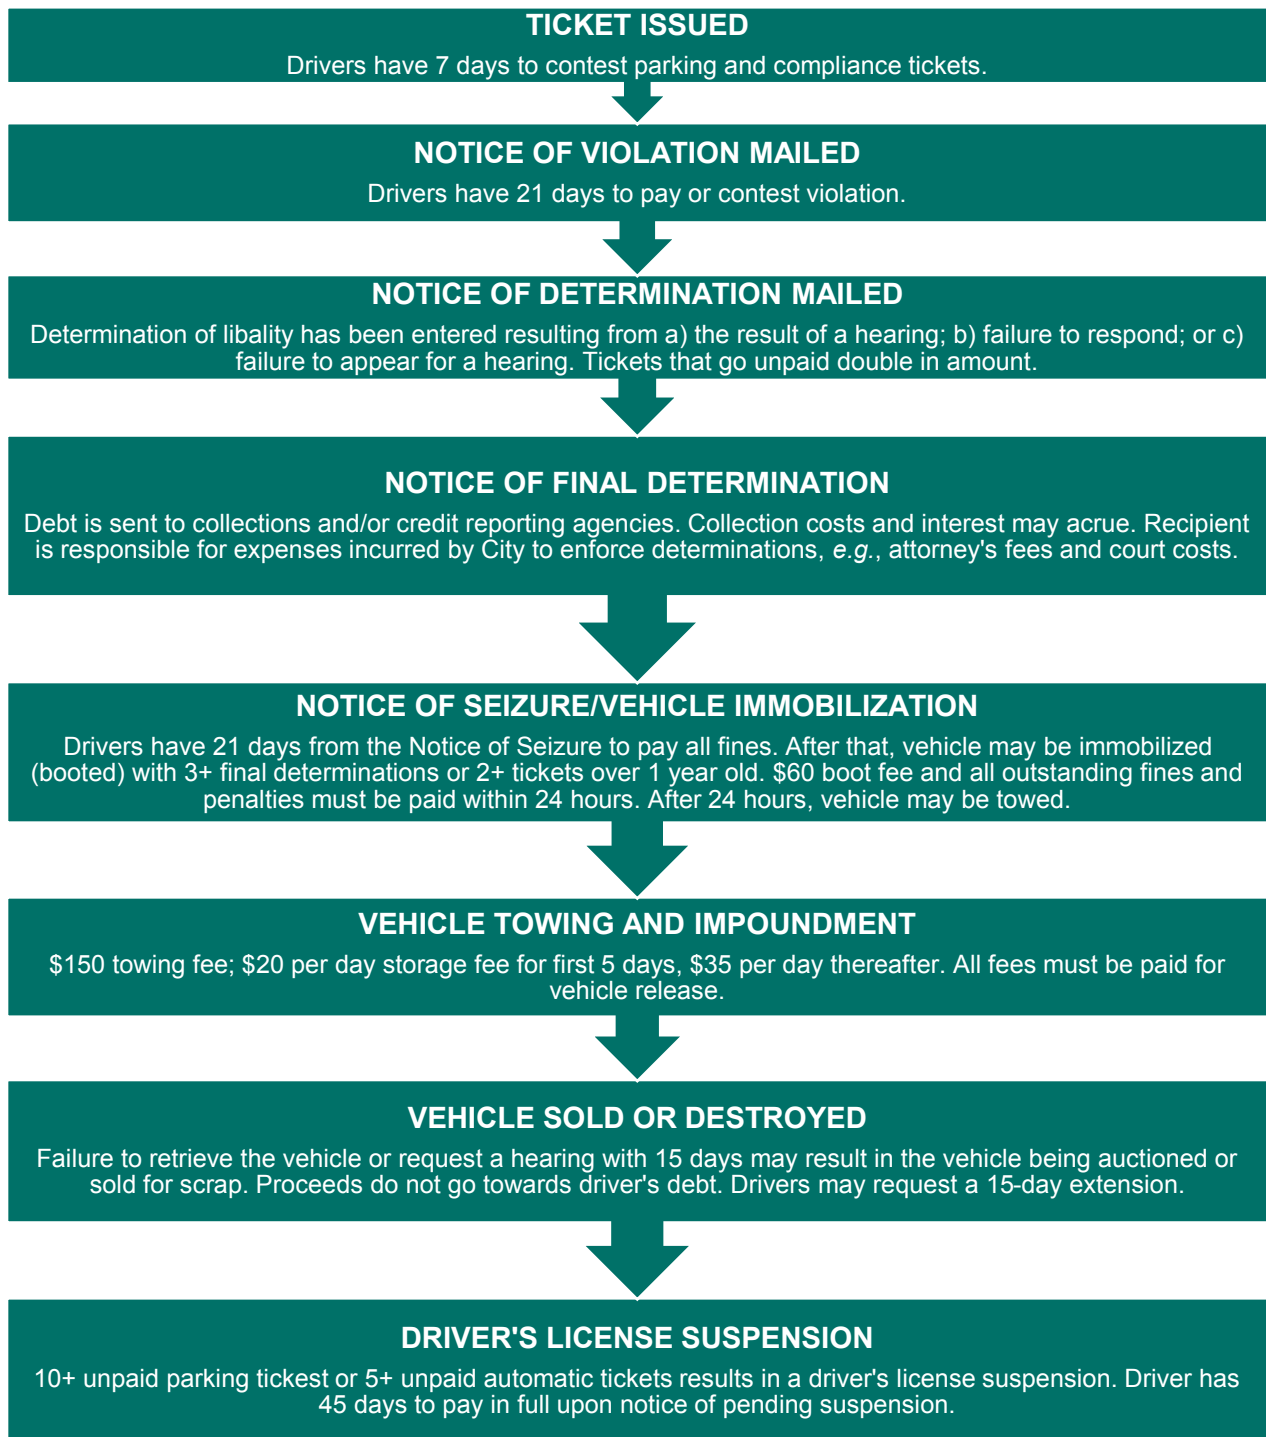 TICKET ISSUED
Drivers have 7 days to contest parking and compliance tickets.
NOTICE OF VIOLATION MAILED
Drivers have 21 days to pay or contest violation.
NOTICE OF DETERMINATION MAILED
Determination of libality has been entered resulting from a) the result of a hearing; b) failure to respond; or c)
failure to appear for a hearing. Tickets that go unpaid double in amount.
NOTICE OF FINAL DETERMINATION
Debt is sent to collections and/or credit reporting agencies. Collection costs and interest may accrue. Recipient
is responsible for expenses incurred by City to enforce determinations, e.g., attorney's fees and court costs.
NOTICE OF SEIZURE/VEHICLE IMMOBILIZATION
Drivers have 21 days from the Notice of Seizure to pay all fines. After that, vehicle may be immobilized
(booted) with 3+ final determinations or 2+ tickets over 1 year old. $60 boot fee and all outstanding fines and
penalties must be paid within 24 hours. After 24 hours, vehicle may be towed.
VEHICLE TOWING AND IMPOUNDMENT
$150 towing fee; $20 per day storage fee for first 5 days, $35 per day thereafter. All fees must be paid for
vehicle release.
VEHICLE SOLD OR DESTROYED
Failure to retrieve the vehicle or request a hearing with 15 days may result in the vehicle being auctioned or
sold for scrap. Proceeds do not go towards driver's debt. Drivers may request a 15-day extension.
DRIVER'S LICENSE SUSPENSION
10+ unpaid parking tickest or 5+ unpaid automatic tickets results in a driver's license suspension. Driver has
45 days to pay in full upon notice of pending suspension.